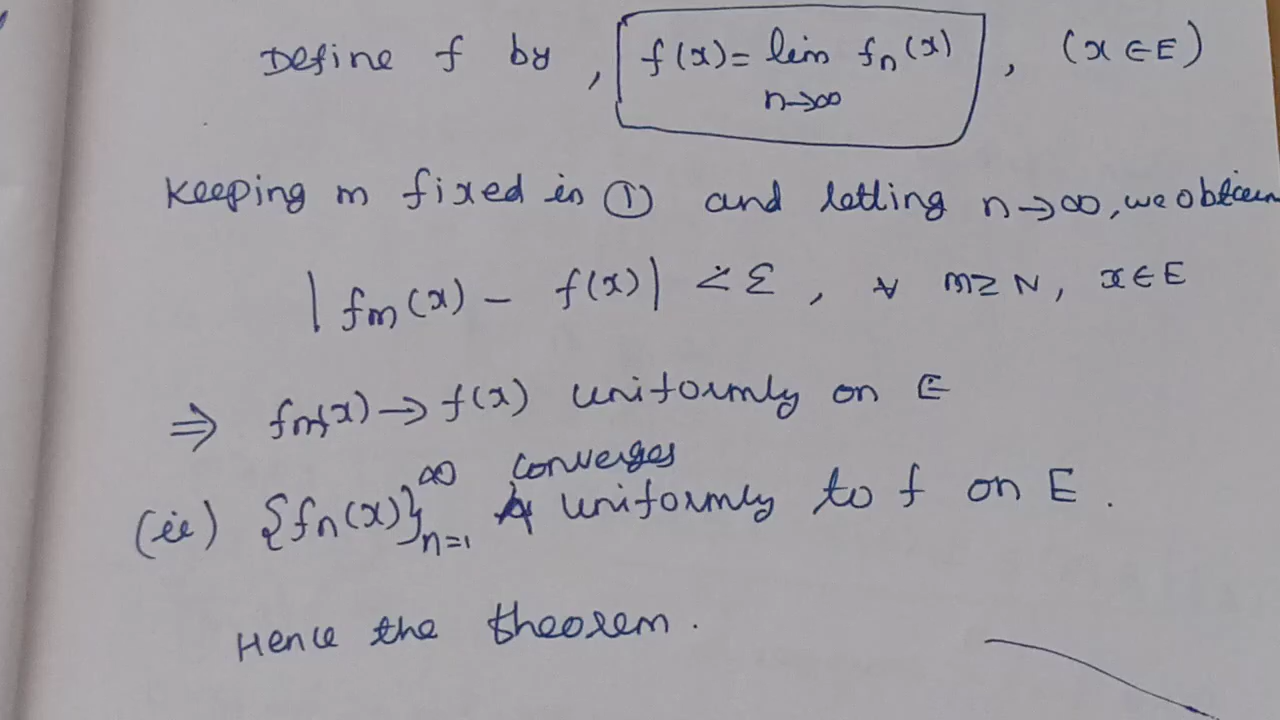 Define f by , f(x) = lim n→∞ fn(x) , (x ∈ E)
Keeping m fixed in ① and letting n→∞, we obtain
| fm(x) - f(x) | < ε , ∀ m ≥ N, x ∈ E
⇒ fm(x) → f(x) uniformly on E
(ie) {fn(x)}∞n=1 converges uniformly to f on E .
Hence the theorem .